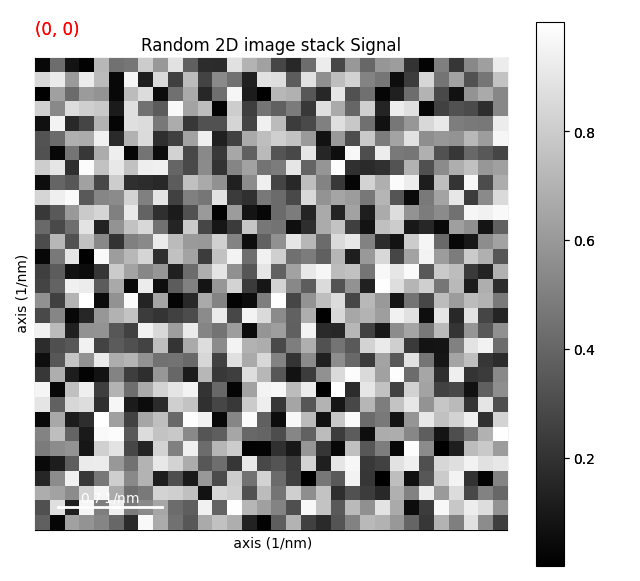 (0, 0)
Random 2D image stack Signal
axis (1/nm)
0.8
0.6
0.4
0.2
axis (1/nm)